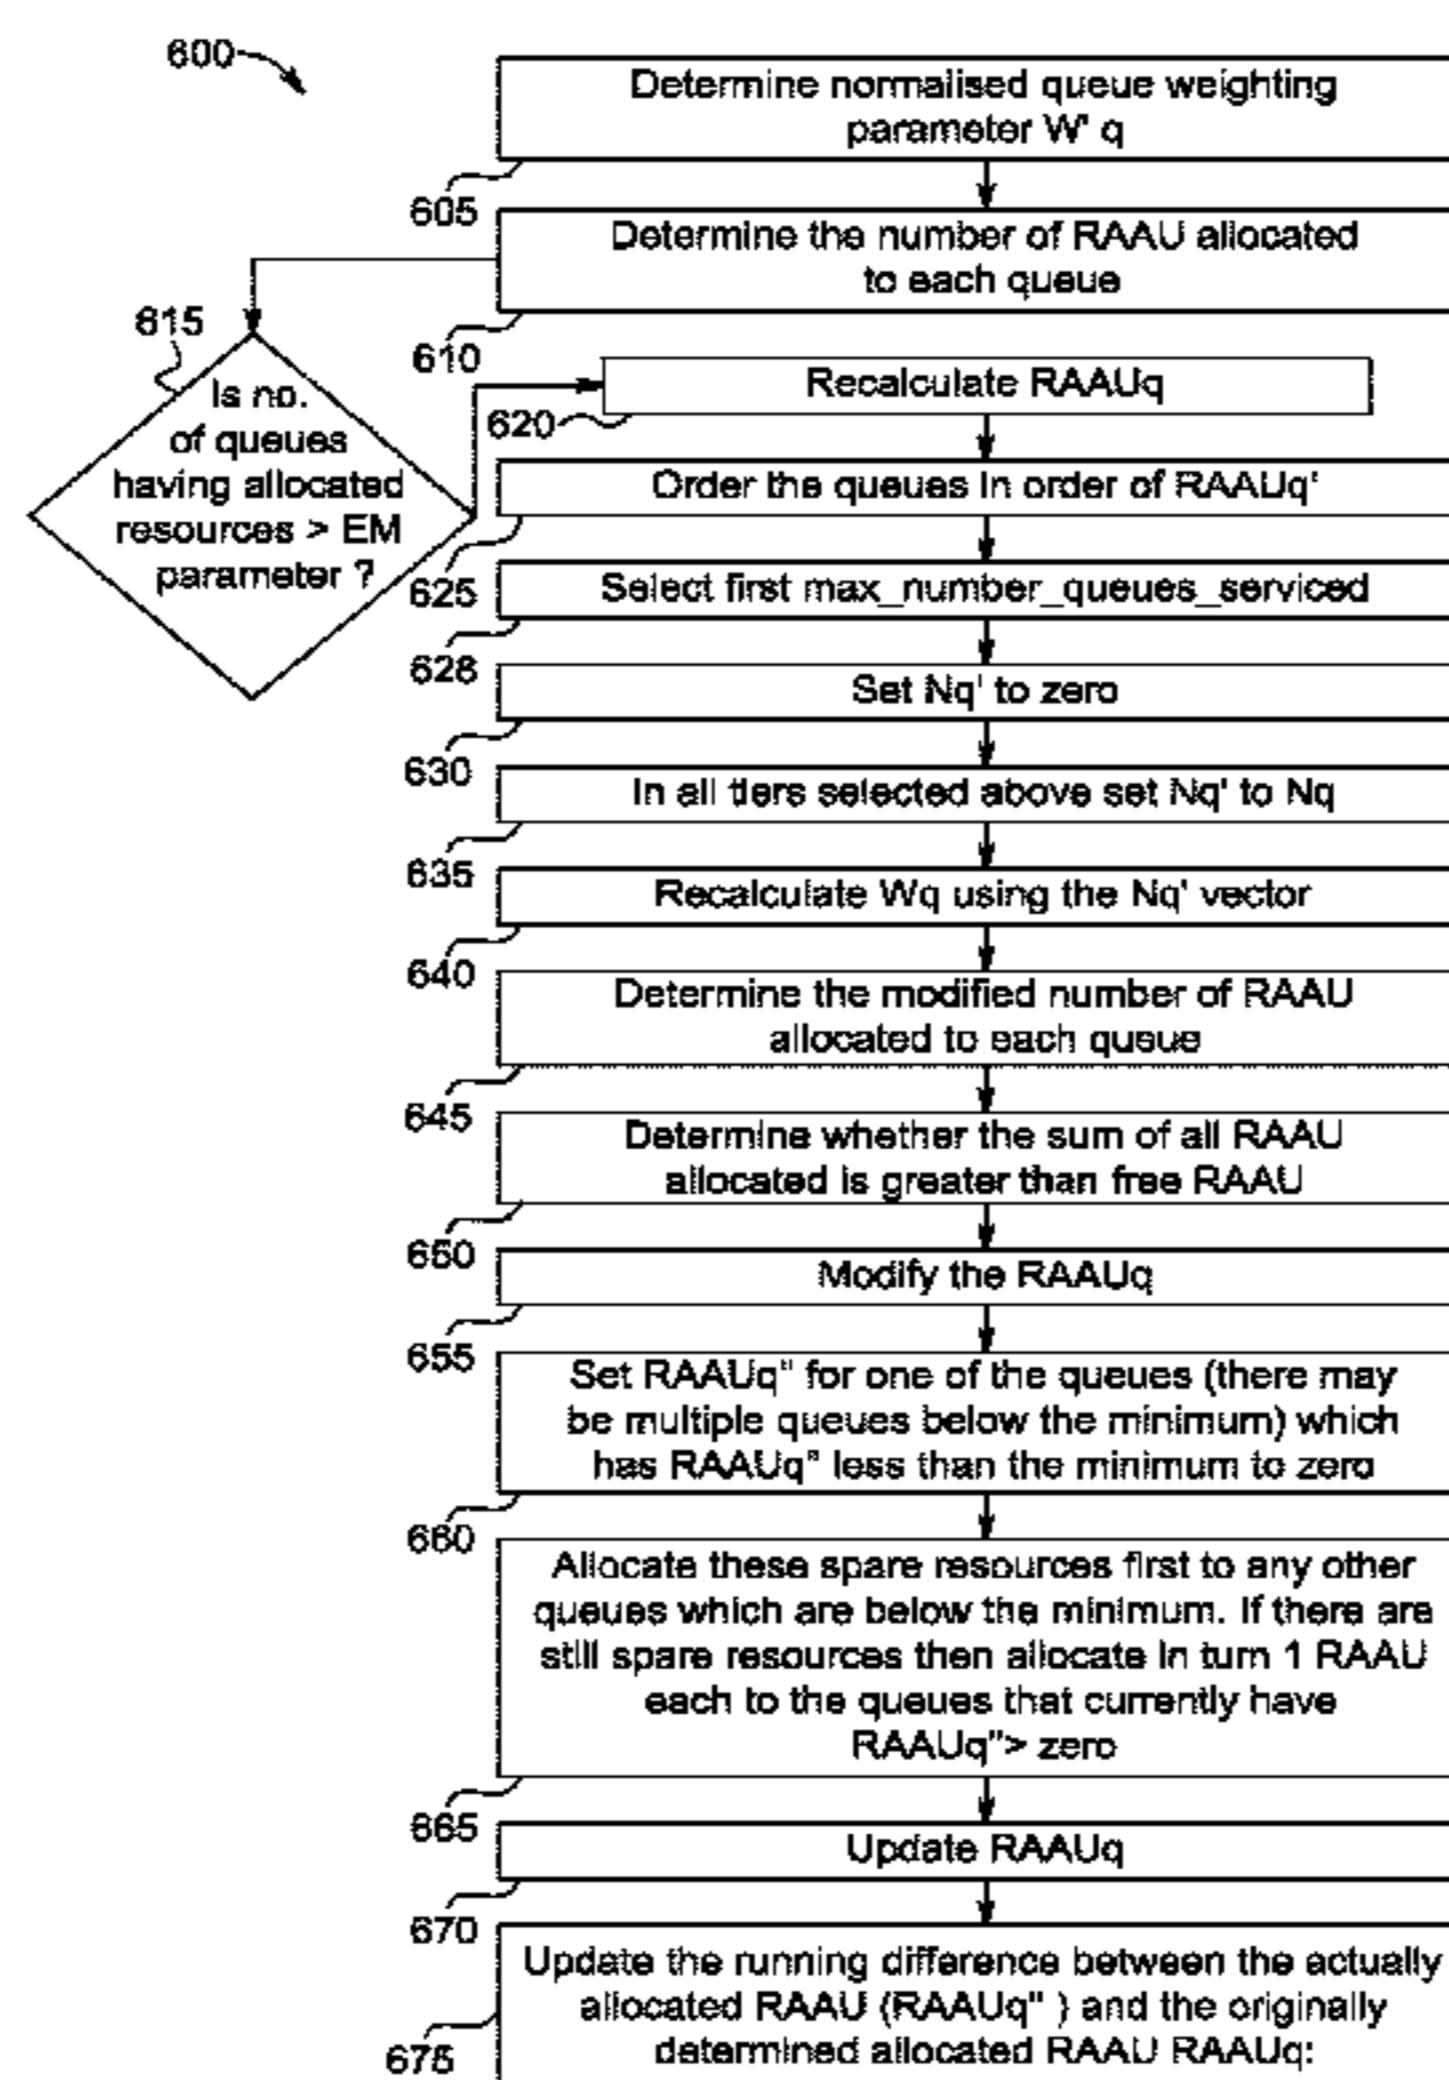 600
Determine normalised queue weighting
parameter W' q
605
Determine the number of RAAU allocated
to each queue
610
615
Is no.
of queues
having allocated
resources > EM
parameter ?
Recalculate RAAUq
620
Order the queues in order of RAAUq'
625
Select first max_number_queues_serviced
628
Set Nq' to zero
630
In all tiers selected above set Nq' to Nq
635
Recalculate Wq using the Nq' vector
640
Determine the modified number of RAAU
allocated to each queue
645
Determine whether the sum of all RAAU
allocated is greater than free RAAU
650
Modify the RAAUq
655
Set RAAUq" for one of the queues (there may
be multiple queues below the minimum) which
has RAAUq" less than the minimum to zero
660
Allocate these spare resources first to any other
queues which are below the minimum. If there are
still spare resources then allocate in turn 1 RAAU
each to the queues that currently have
RAAUq"> zero
665
Update RAAUq
670
Update the running difference between the actually
allocated RAAU (RAAUq" ) and the originally
determined allocated RAAU RAAUq:
675